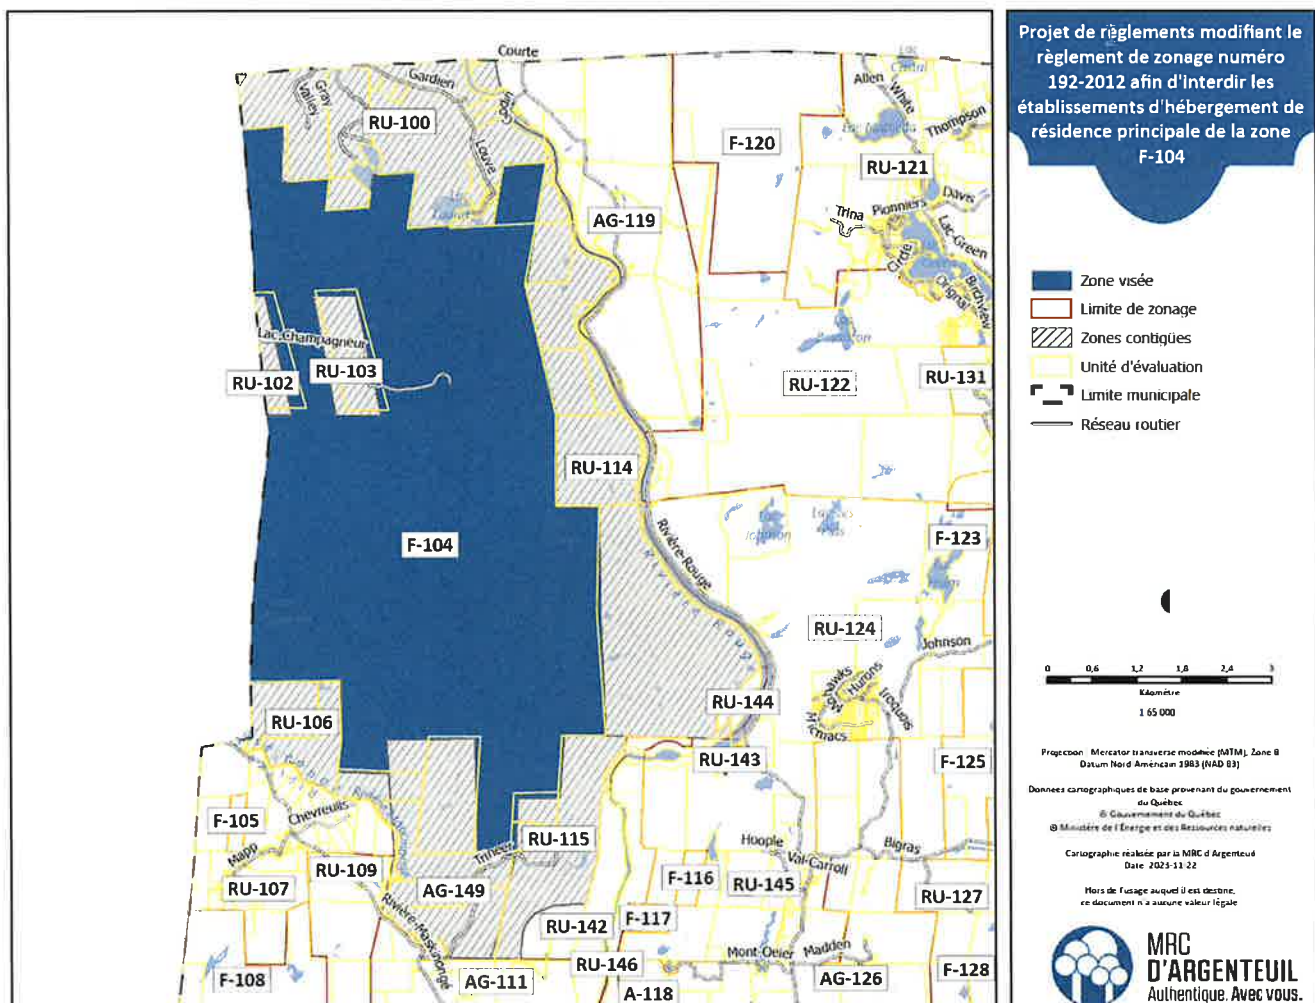 Projet de règlements modifiant le
règlement de zonage numéro
192-2012 afin d'interdir les
établissements d'hébergement de
résidence principale de la zone
F-104
Zone visée
Limite de zonage
Zones contigües
Unité d'évaluation
Limite municipale
Réseau routier
0 0,6 1,2 1,8 2,4 3
Kilomètre
1:65 000
Projection : Mercator transverse modifiée (MTM), Zone 8
Datum Nord Américain 1983 (NAD 83)
Données cartographiques de base provenant du gouvernement
du Québec
© Gouvernement du Québec
© Ministère de l'Énergie et des Ressources naturelles
Cartographie réalisée par la MRC d'Argenteuil
Date: 2023-11-22
Hors de l'usage auquel il est destiné,
ce document n'a aucune valeur légale
MRC
D'ARGENTEUIL
Authentique. Avec vous.
Courte
Gray
Valley
Gardien
RU-100
Louve
AG-119
F-120
Allen
White
Thompson
RU-121
Davis
Trina
Pionniers
Lac-Green
Circle
Original
Birchview
Lac-Champagneur
RU-102
RU-103
RU-122
RU-131
RU-114
F-104
Rivière-Rouge
Johnson
F-123
RU-124
Johnson
Mohawks
Hurons
Iroquois
Micmacs
RU-144
RU-106
RU-143
F-125
F-105
Chevreuils
Mapp
RU-107
RU-109
Triheer
RU-115
AG-149
Hoople
Val-Carroll
Bigras
F-116
RU-145
RU-127
Rivière-Maskinongé
RU-142
F-117
Mont-Oeier
Madden
RU-146
F-108
AG-111
A-118
AG-126
F-128